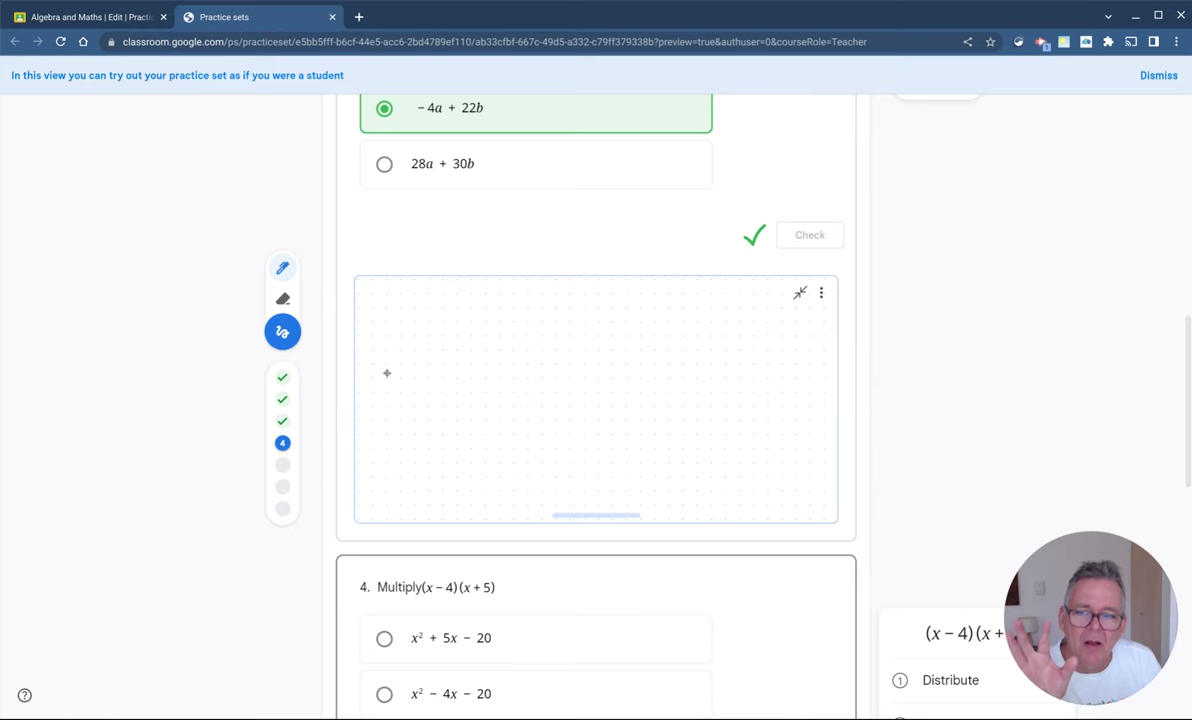 Algebra and Maths | Edit | Practi
Practice sets
classroom.google.com/ps/practiceset/e5bb5fff-b6cf-44e5-acc6-2bd4789ef110/ab33cfbf-667c-49d5-a332-c79ff379338b?preview=true&authuser=0&courseRole=Teacher
1
In this view you can try out your practice set as if you were a student
Dismiss
− 4a + 22b
28a + 30b
Check
4
4. Multiply(x − 4)(x + 5)
x² + 5x − 20
x² − 4x − 20
(x − 4)(x +
1 Distribute
?